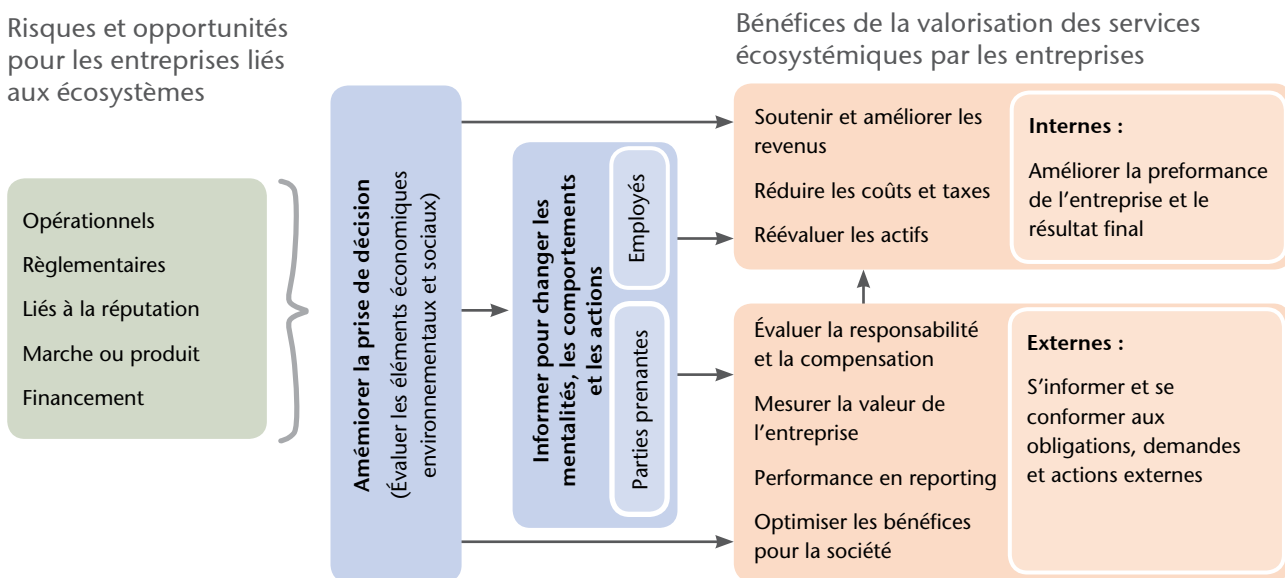 Risques et opportunités
pour les entreprises liés
aux écosystèmes
Opérationnels
Règlementaires
Liés à la réputation
Marche ou produit
Financement
Amémiorer la prise de décision
(Évaluer les éléments économiques
environnementaux et sociaux)
Informer pour changer les
mentalités, les comportements
et les actions
Employés
Parties prenantes
Bénéfices de la valorisation des services
écosystémiques par les entreprises
Soutenir et améliorer les
revenus
Réduire les coûts et taxes
Réévaluer les actifs
Internes :
Améliorer la preformance
de l’entreprise et le
résultat final
Évaluer la responsabilité
et la compensation
Mesurer la valeur de
l’entreprise
Performance en reporting
Optimiser les bénéfices
pour la société
Externes :
S’informer et se
conformer aux
obligations, demandes
et actions externes